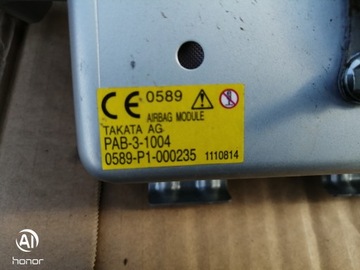 CE 0589
AIRBAG MODULE
TAKATA AG
PAB-3-1004
0589-P1-000235 1110814
AI
honor